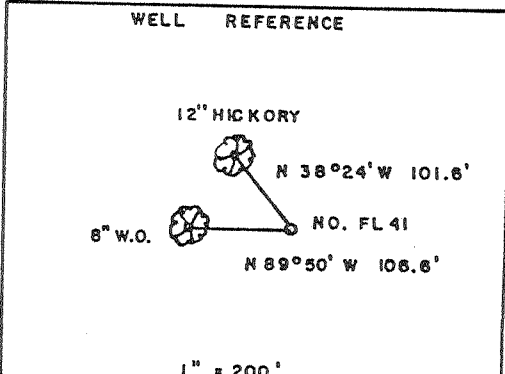 WELL REFERENCE
12" HICKORY
N 38°24' W 101.6'
8" W.O.
NO. FL 41
N 89°50' W 106.6'
1" = 200'